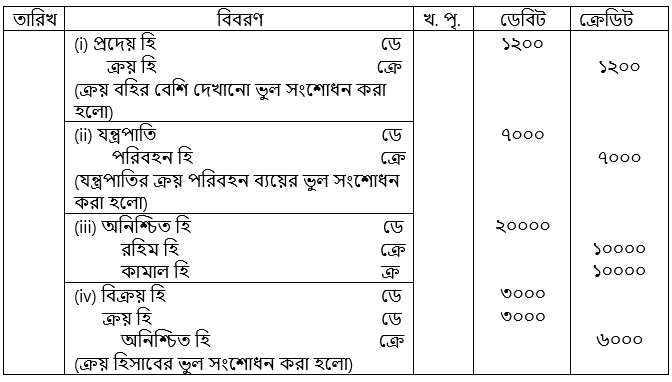 তারিখ বিবরণ খ. পৃ. ডেবিট ক্রেডিট
(i) প্রদেয় হি ডে ১২০০
ক্রয় হি ক্রে ১২০০
(ক্রয় বহির বেশি দেখানো ভুল সংশোধন করা
হলো)
(ii) যন্ত্রপাতি ডে ৭০০০
পরিবহন হি ক্রে ৭০০০
(যন্ত্রপাতির ক্রয় পরিবহন ব্যয়ের ভুল সংশোধন
করা হলো)
(iii) অনিশ্চিত হি ডে ২০০০০
রহিম হি ক্রে ১০০০০
কামাল হি ক্র ১০০০০
(iv) বিক্রয় হি ডে ৩০০০
ক্রয় হি ডে ৩০০০
অনিশ্চিত হি ক্রে ৬০০০
(ক্রয় হিসাবের ভুল সংশোধন করা হলো)